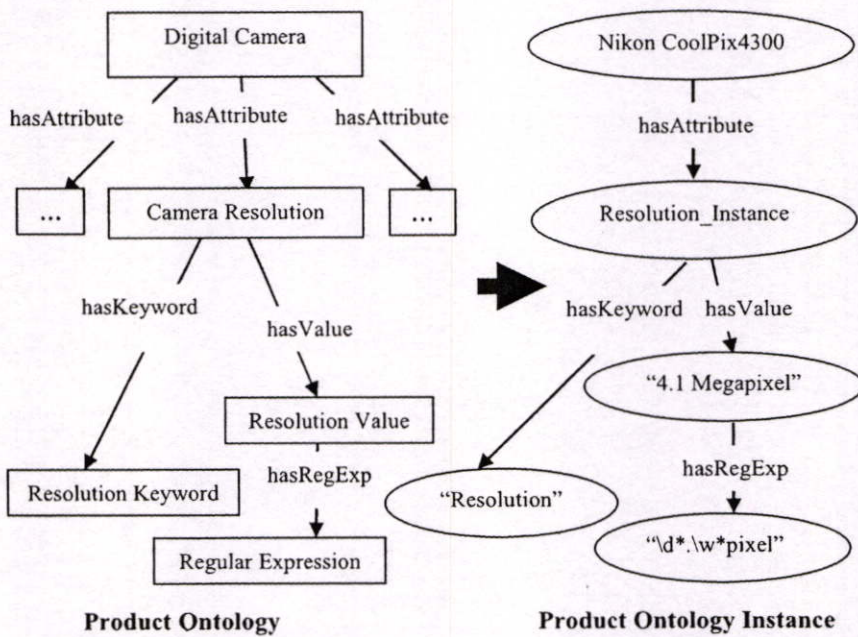 Digital Camera
hasAttribute
hasAttribute
hasAttribute
...
Camera Resolution
...
hasKeyword
hasValue
Resolution Value
Resolution Keyword
hasRegExp
Regular Expression
Product Ontology
Nikon CoolPix4300
hasAttribute
Resolution_Instance
hasKeyword
hasValue
“4.1 Megapixel”
hasRegExp
“Resolution”
“\d*.\w*pixel”
Product Ontology Instance